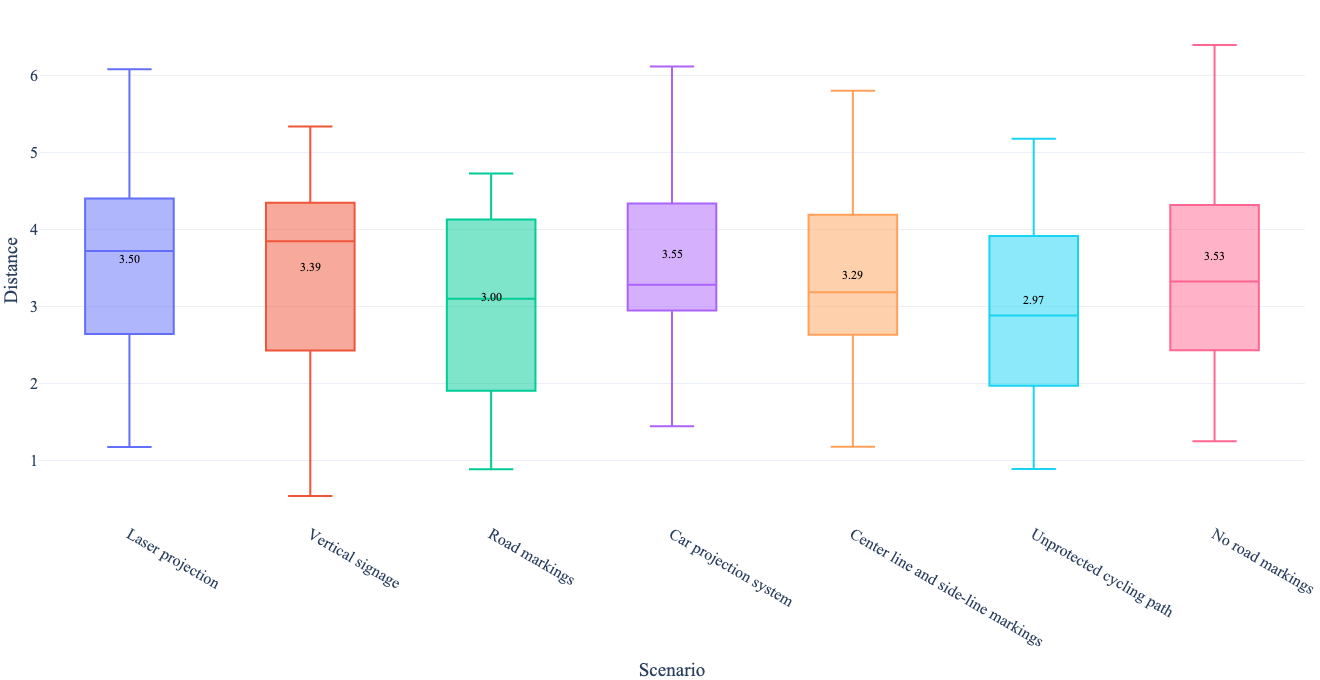 Distance
6
5
4
3
2
1
3.50
3.39
3.00
3.55
3.29
2.97
3.53
Laser projection
Vertical signage
Road markings
Car projection system
Center line and side-line markings
Unprotected cycling path
No road markings
Scenario